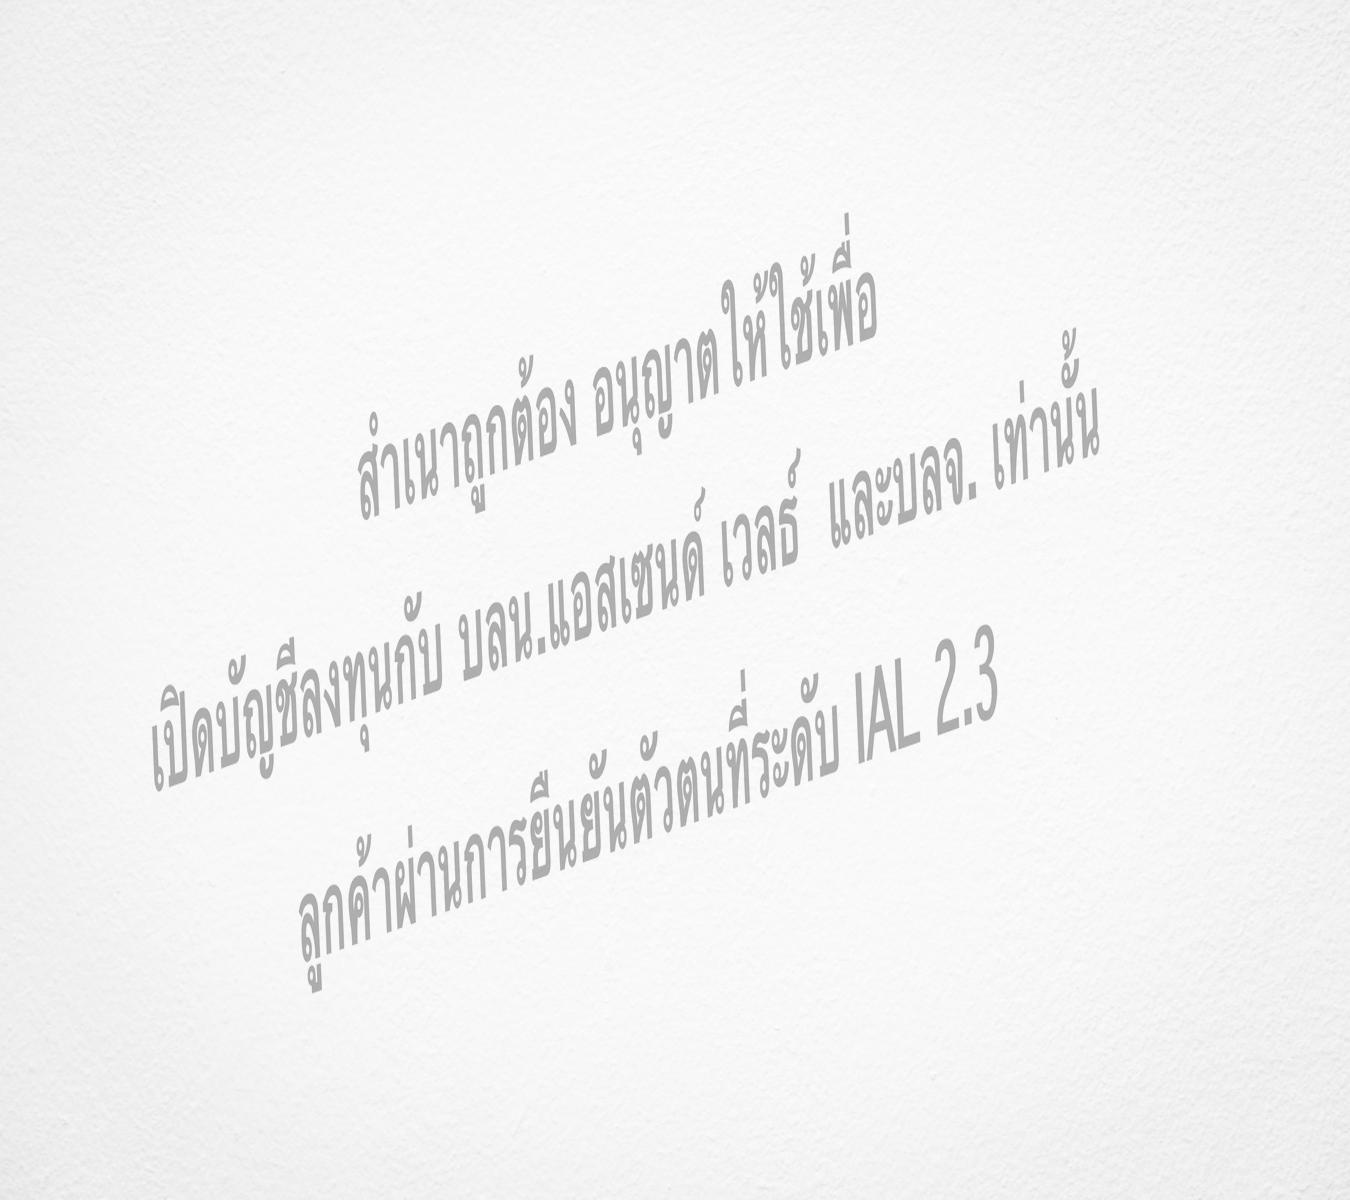 สำเนาถูกต้อง อนุญาตให้ใช้เพื่อ
เปิดบัญชีลงทุนกับ บลน.แอสเซนด์ เวลธ์ และบลจ. เท่านั้น
ลูกค้าผ่านการยืนยันตัวตนที่ระดับ IAL 2.3